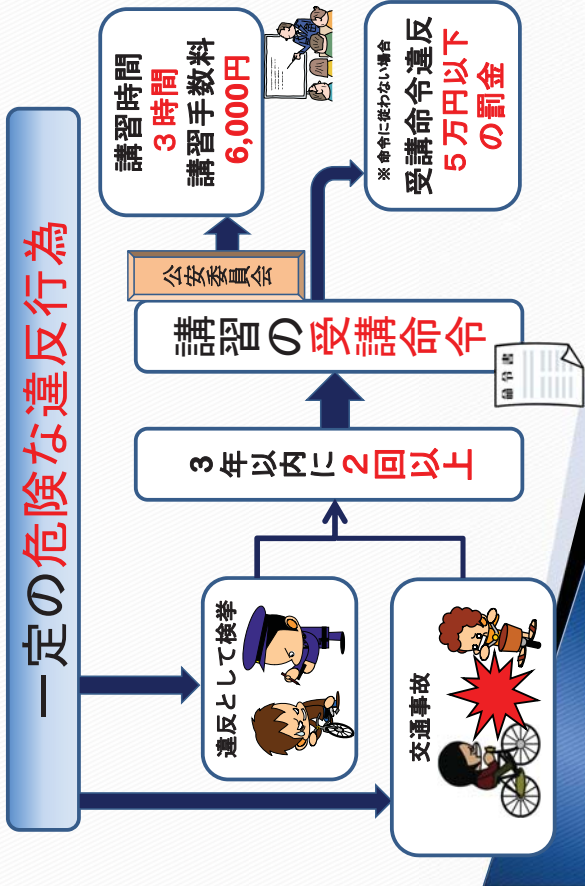 一定の危険な違反行為
違反として検挙
交通事故
３年以内に２回以上
講習の受講命令
命令書
公安委員会
講習時間
３時間
講習手数料
6,000円
※命令に従わない場合
受講命令違反
５万円以下
の罰金